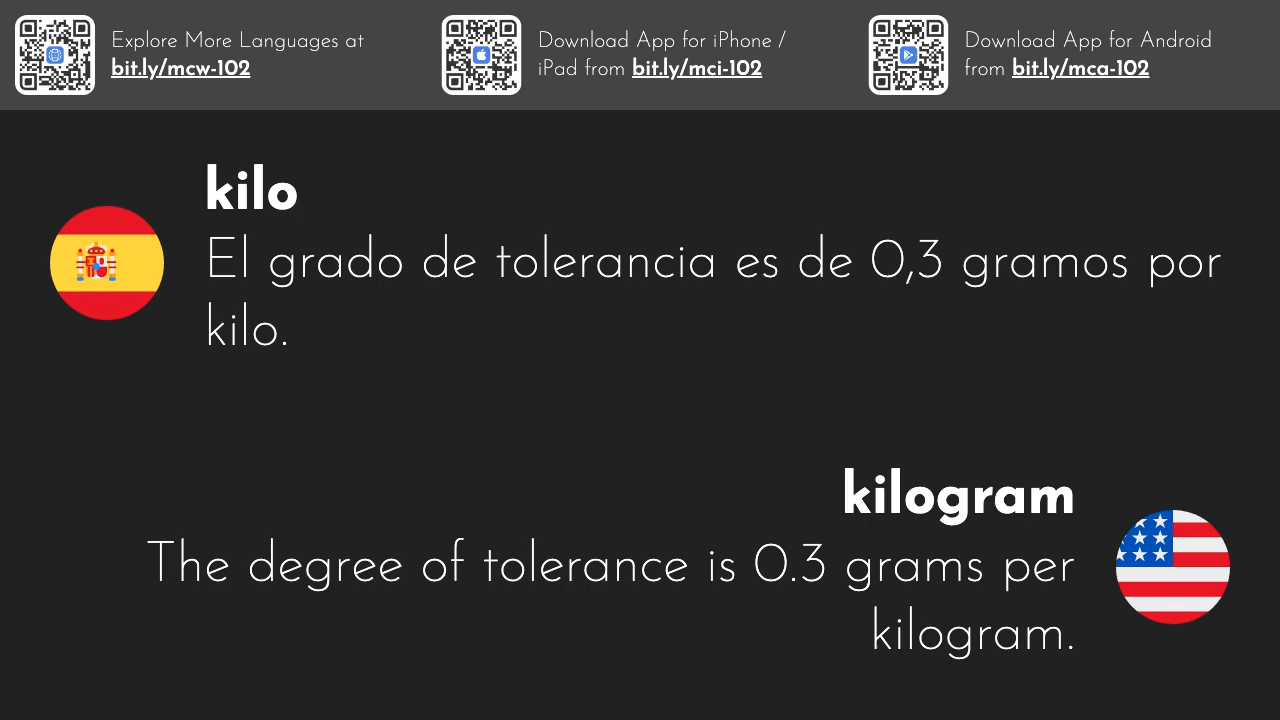 Explore More Languages at
bit.ly/mcw-102
Download App for iPhone /
iPad from bit.ly/mci-102
Download App for Android
from bit.ly/mca-102
kilo
El grado de tolerancia es de 0,3 gramos por
kilo.
kilogram
The degree of tolerance is 0.3 grams per
kilogram.